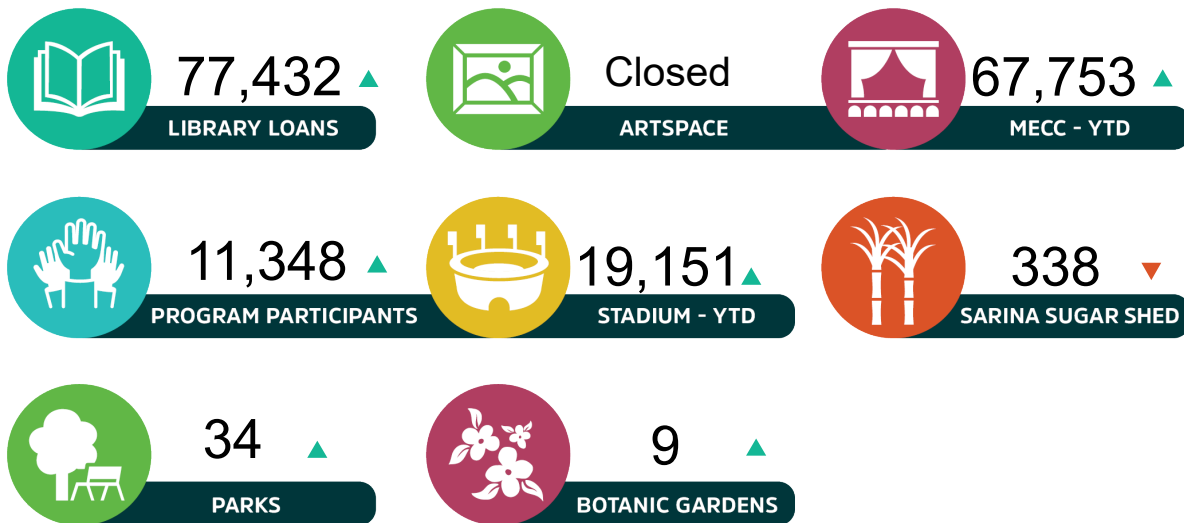 77,432
LIBRARY LOANS
Closed
ARTSPACE
67,753
MECC - YTD
11,348
PROGRAM PARTICIPANTS
19,151
STADIUM - YTD
338
SARINA SUGAR SHED
34
PARKS
9
BOTANIC GARDENS